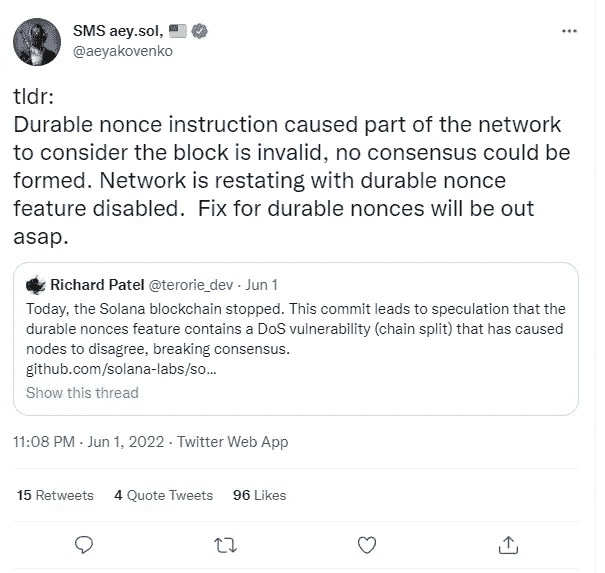 SMS aey.sol,
@aeyakovenko
tldr:
Durable nonce instruction caused part of the network
to consider the block is invalid, no consensus could be
formed. Network is restating with durable nonce
feature disabled.  Fix for durable nonces will be out
asap.
Richard Patel @terorie_dev · Jun 1
Today, the Solana blockchain stopped. This commit leads to speculation that the
durable nonces feature contains a DoS vulnerability (chain split) that has caused
nodes to disagree, breaking consensus.
github.com/solana-labs/so...
Show this thread
11:08 PM · Jun 1, 2022 · Twitter Web App
15 Retweets 4 Quote Tweets 96 Likes